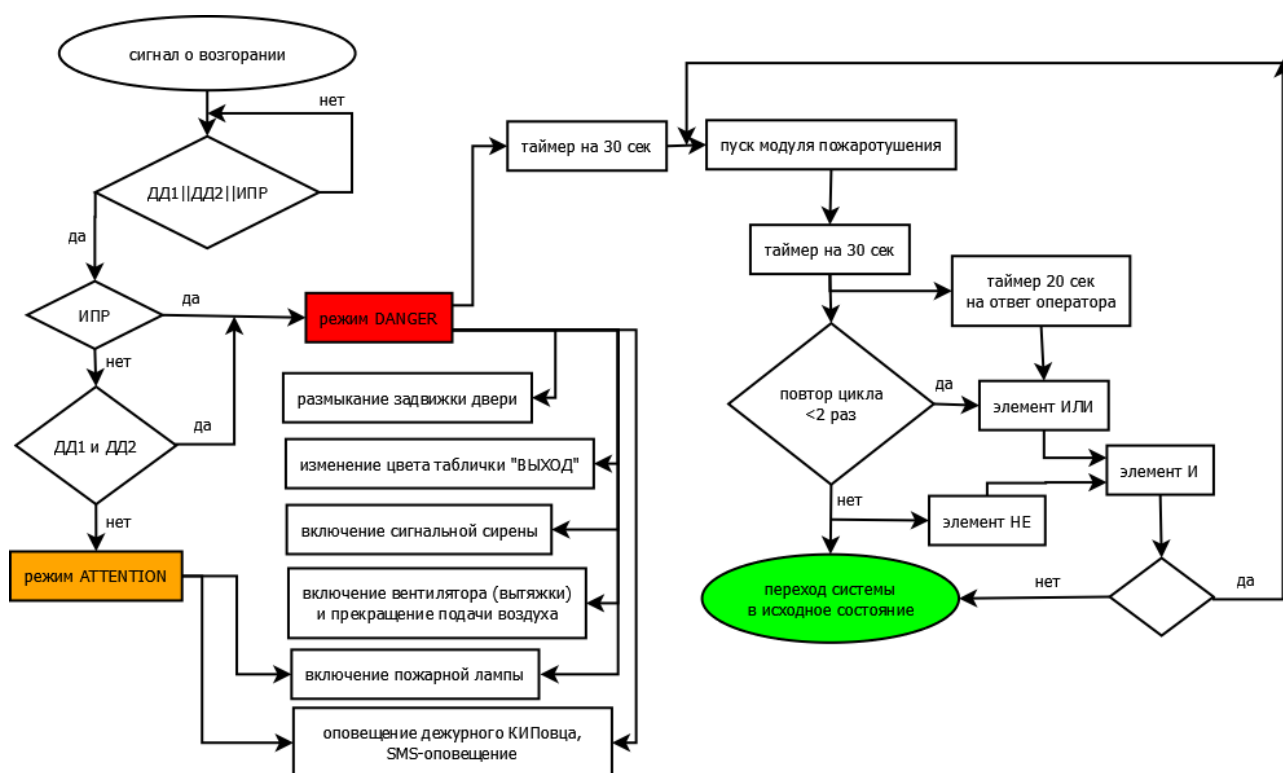 сигнал о возгорании
нет
ДД1||ДД2||ИПР
да
ИПР
да
нет
ДД1 и ДД2
да
нет
режим ATTENTION
режим DANGER
размыкание задвижки двери
изменение цвета таблички "ВЫХОД"
включение сигнальной сирены
включение вентилятора (вытяжки)
и прекращение подачи воздуха
включение пожарной лампы
оповещение дежурного КИПовца,
SMS-оповещение
таймер на 30 сек
пуск модуля пожаротушения
таймер на 30 сек
таймер 20 сек
на ответ оператора
повтор цикла
<2 раз
да
элемент ИЛИ
элемент И
нет
элемент НЕ
переход системы
в исходное состояние
нет
да